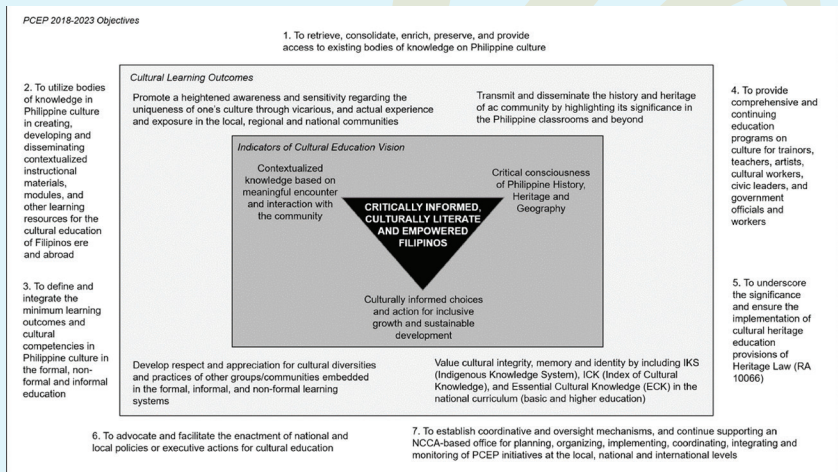 PCEP 2018-2023 Objectives
1. To retrieve, consolidate, enrich, preserve, and provide
access to existing bodies of knowledge on Philippine culture
2. To utilize bodies
of knowledge in
Philippine culture
in creating,
developing and
disseminating
contextualized
instructional
materials,
modules, and
other learning
resources for the
cultural education
of Filipinos ere
and abroad
3. To define and
integrate the
minimum learning
outcomes and
cultural
competencies in
Philippine culture in
the formal, non-
formal and informal
education
Cultural Learning Outcomes
Promote a heightened awareness and sensitivity regarding the
uniqueness of one's culture through vicarious, and actual experience
and exposure in the local, regional and national communities
Transmit and disseminate the history and heritage
of ac community by highlighting its significance in
the Philippine classrooms and beyond
Indicators of Cultural Education Vision
Contextualized
knowledge based on
meaningful encounter
and interaction with
the community
Critical consciousness
of Philippine History,
Heritage and
Geography
CRITICALLY INFORMED,
CULTURALLY LITERATE
AND EMPOWERED
FILIPINOS
Culturally informed choices
and action for inclusive
growth and sustainable
development
Develop respect and appreciation for cultural diversities
and practices of other groups/communities embedded
in the formal, informal, and non-formal learning
systems
Value cultural integrity, memory and identity by including IKS
(Indigenous Knowledge System), ICK (Index of Cultural
Knowledge), and Essential Cultural Knowledge (ECK) in the
national curriculum (basic and higher education)
4. To provide
comprehensive and
continuing
education
programs on
culture for trainors,
teachers, artists,
cultural workers,
civic leaders, and
government
officials and
workers
5. To underscore
the significance
and ensure the
implementation of
cultural heritage
education
provisions of
Heritage Law (RA
10066)
6. To advocate and facilitate the enactment of national and
local policies or executive actions for cultural education
7. To establish coordinative and oversight mechanisms, and continue supporting an
NCCA-based office for planning, organizing, implementing, coordinating, integrating and
monitoring of PCEP initiatives at the local, national and international levels